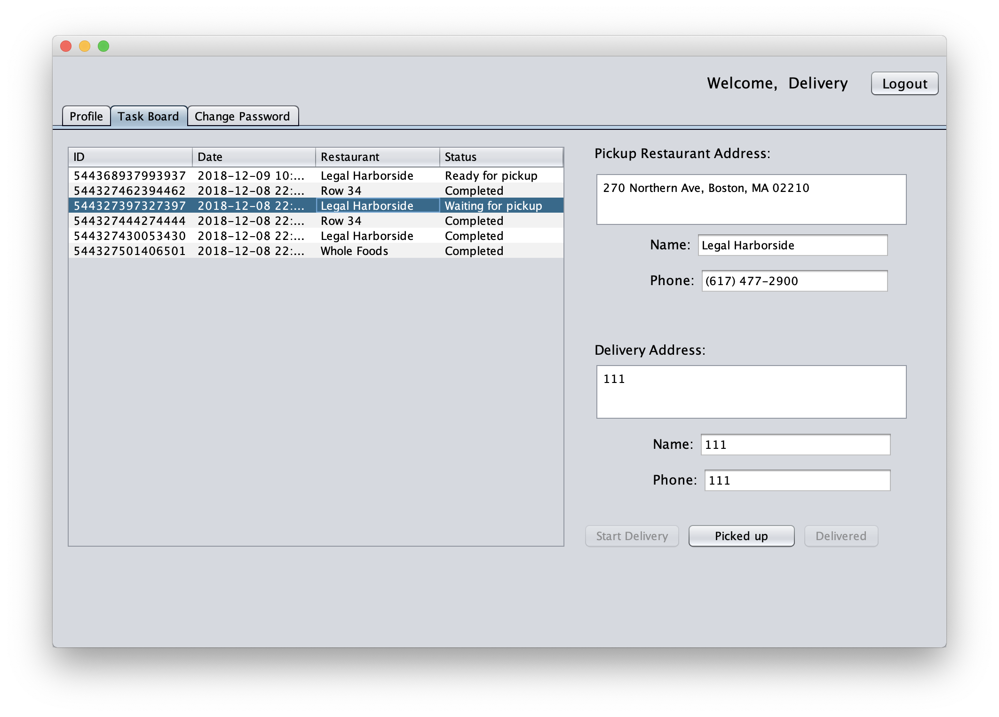 Welcome, Delivery Logout
Profile Task Board Change Password
ID Date Restaurant Status
544368937993937 2018-12-09 10:... Legal Harborside Ready for pickup
544327462394462 2018-12-08 22:... Row 34 Completed
544327397327397 2018-12-08 22:... Legal Harborside Waiting for pickup
544327444274444 2018-12-08 22:... Row 34 Completed
544327430053430 2018-12-08 22:... Legal Harborside Completed
544327501406501 2018-12-08 22:... Whole Foods Completed
Pickup Restaurant Address:
270 Northern Ave, Boston, MA 02210
Name: Legal Harborside
Phone: (617) 477-2900
Delivery Address:
111
Name: 111
Phone: 111
Start Delivery Picked up Delivered